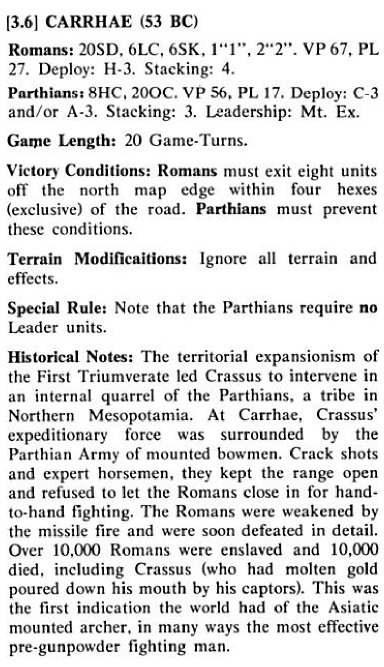 [3.6] CARRHAE (53 BC)
Romans: 20SD, 6LC, 6SK, 1“1”, 2“2”. VP 67, PL
27. Deploy: H-3. Stacking: 4.
Parthians: 8HC, 20OC. VP 56, PL 17. Deploy: C-3
and/or A-3. Stacking: 3. Leadership: Mt. Ex.
Game Length: 20 Game-Turns.
Victory Conditions: Romans must exit eight units
off the north map edge within four hexes
(exclusive) of the road. Parthians must prevent
these conditions.
Terrain Modificaitions: Ignore all terrain and
effects.
Special Rule: Note that the Parthians require no
Leader units.
Historical Notes: The territorial expansionism of
the First Triumverate led Crassus to intervene in
an internal quarrel of the Parthians, a tribe in
Northern Mesopotamia. At Carrhae, Crassus’
expeditionary force was surrounded by the
Parthian Army of mounted bowmen. Crack shots
and expert horsemen, they kept the range open
and refused to let the Romans close in for hand-
to-hand fighting. The Romans were weakened by
the missile fire and were soon defeated in detail.
Over 10,000 Romans were enslaved and 10,000
died, including Crassus (who had molten gold
poured down his mouth by his captors). This was
the first indication the world had of the Asiatic
mounted archer, in many ways the most effective
pre-gunpowder fighting man.